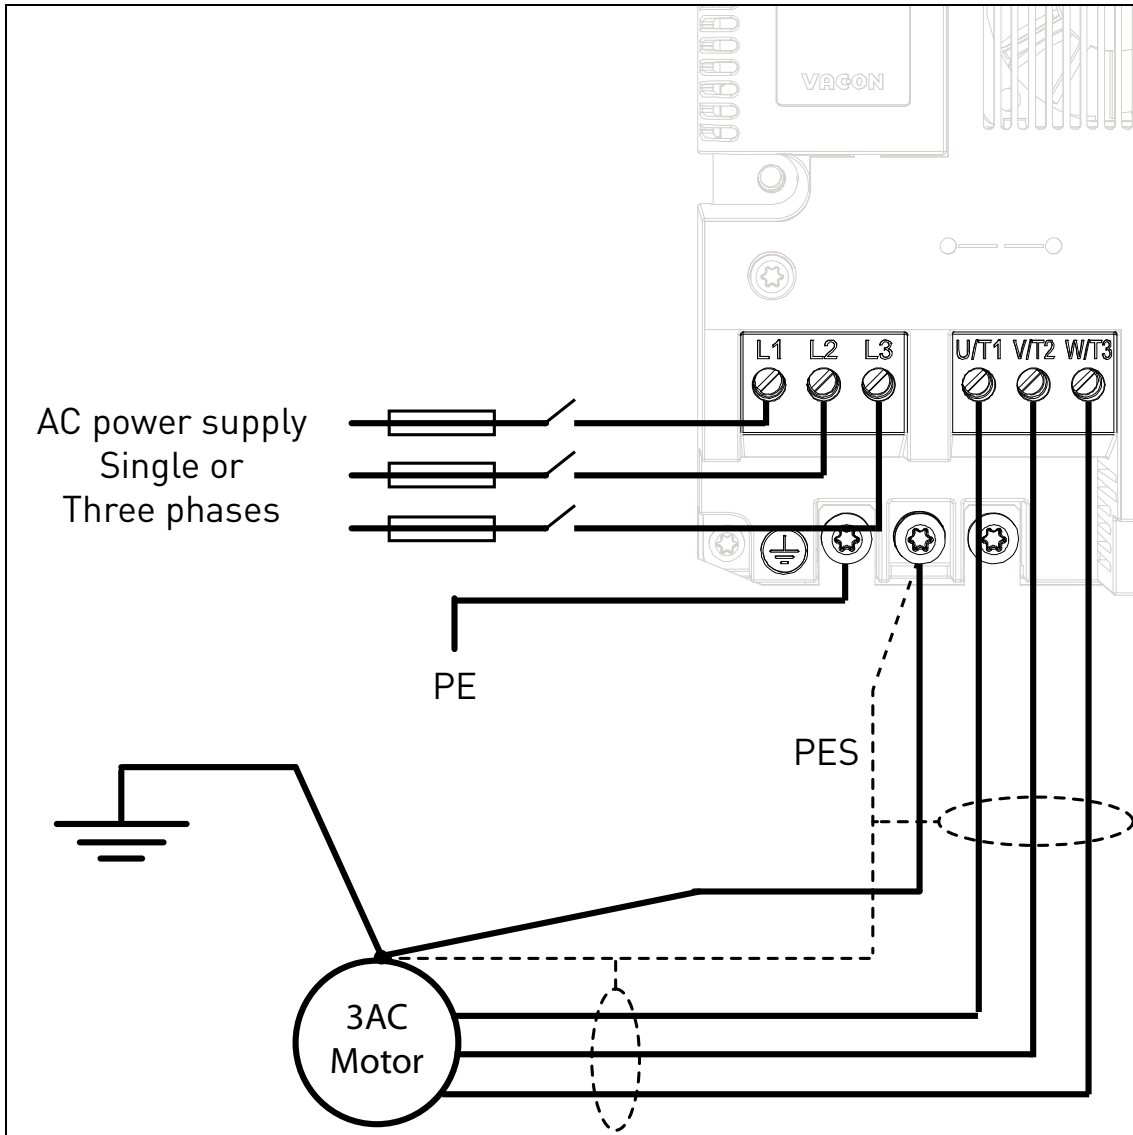 VACON
L1 L2 L3
U/T1 V/T2 W/T3
AC power supply
Single or
Three phases
PE
PES
3AC
Motor